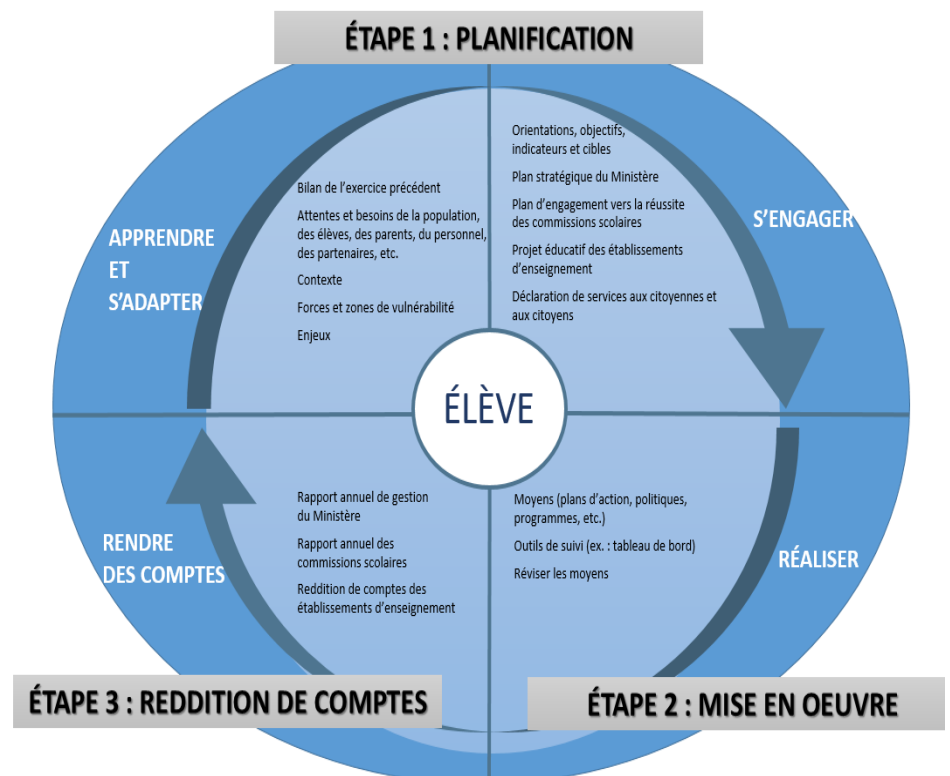 ÉTAPE 1 : PLANIFICATION
APPRENDRE
ET
S'ADAPTER
Bilan de l'exercice précédent
Attentes et besoins de la population,
des élèves, des parents, du personnel,
des partenaires, etc.
Contexte
Forces et zones de vulnérabilité
Enjeux
Orientations, objectifs,
indicateurs et cibles
Plan stratégique du Ministère
Plan d'engagement vers la réussite
des commissions scolaires
Projet éducatif des établissements
d'enseignement
Déclaration de services aux citoyennes et
aux citoyens
S'ENGAGER
ÉLÈVE
RENDRE
DES COMPTES
Rapport annuel de gestion
du Ministère
Rapport annuel des
commissions scolaires
Reddition de comptes des
établissements d'enseignement
Moyens (plans d'action, politiques,
programmes, etc.)
Outils de suivi (ex. : tableau de bord)
Réviser les moyens
RÉALISER
ÉTAPE 3 : REDDITION DE COMPTES
ÉTAPE 2 : MISE EN OEUVRE